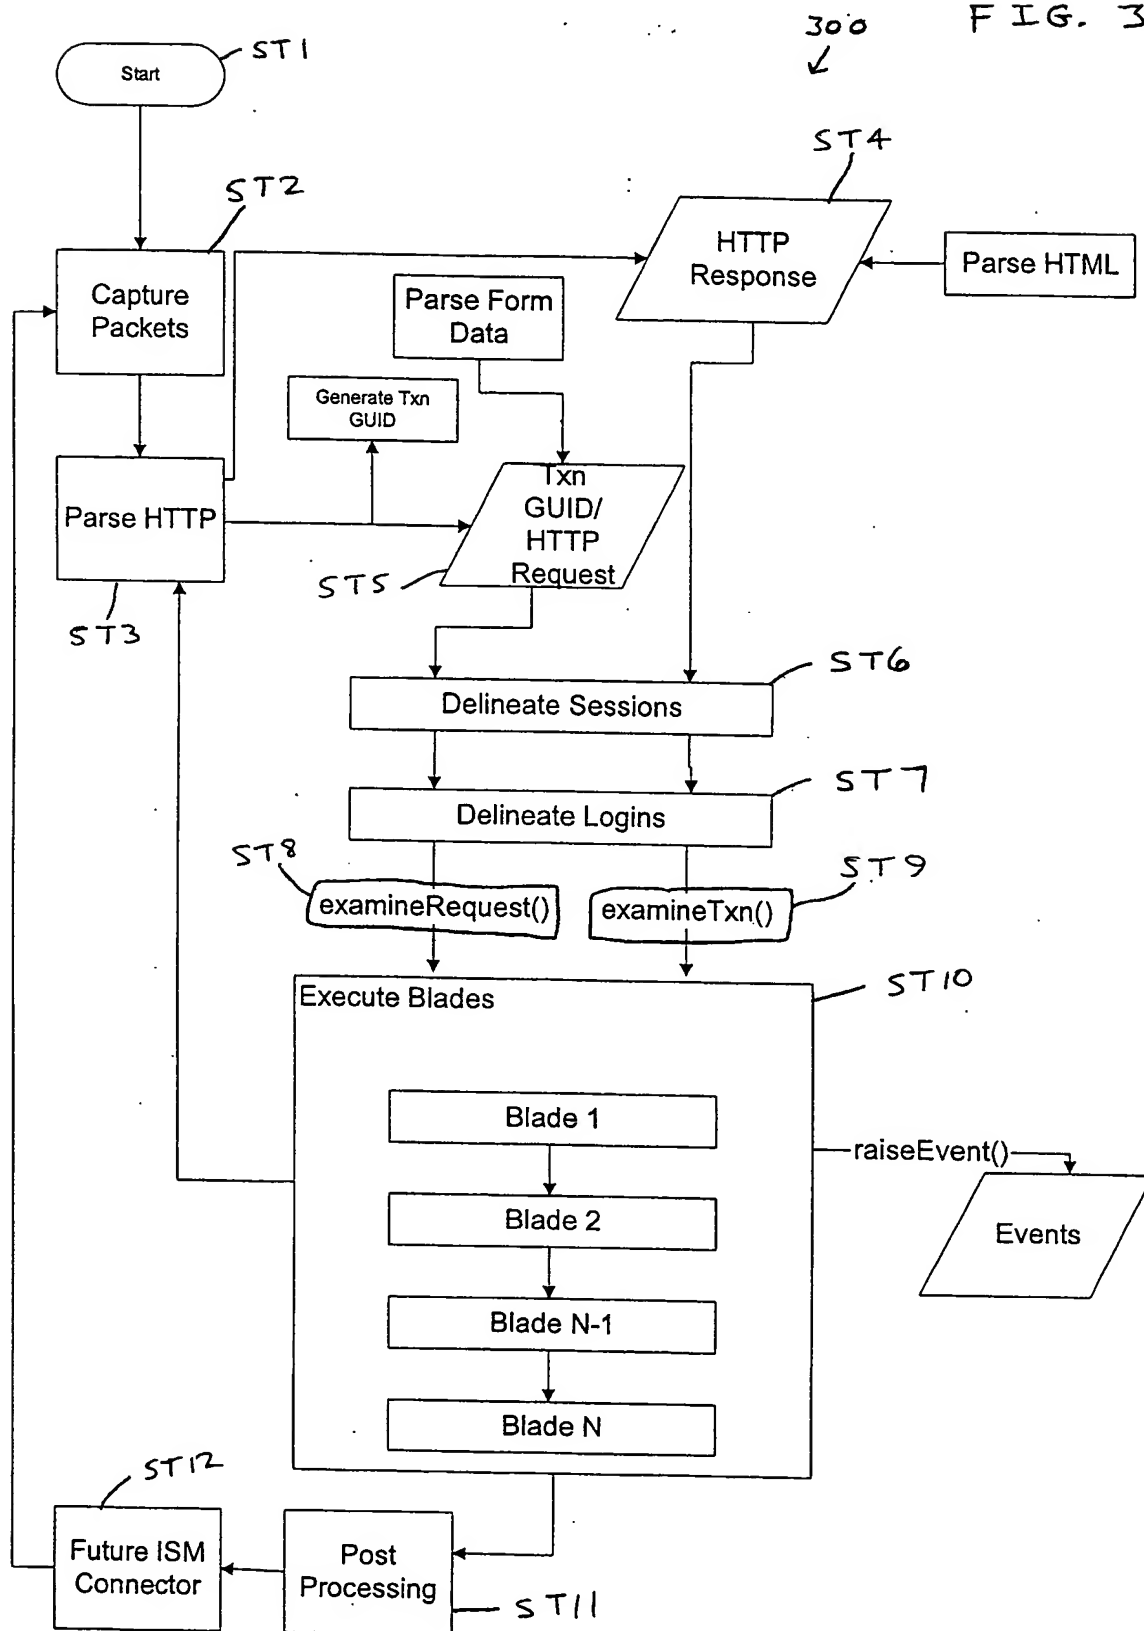 300
FIG. 3
Start
ST1
ST4
ST2
HTTP
Response
Parse HTML
Capture
Packets
Parse Form
Data
Generate Txn
GUID
Parse HTTP
Txn
GUID/
HTTP
Request
ST5
ST3
ST6
Delineate Sessions
ST7
Delineate Logins
ST8
ST9
examineRequest()
examineTxn()
ST10
Execute Blades
Blade 1
raiseEvent()
Blade 2
Events
Blade N-1
Blade N
ST12
Future ISM
Connector
Post
Processing
ST11